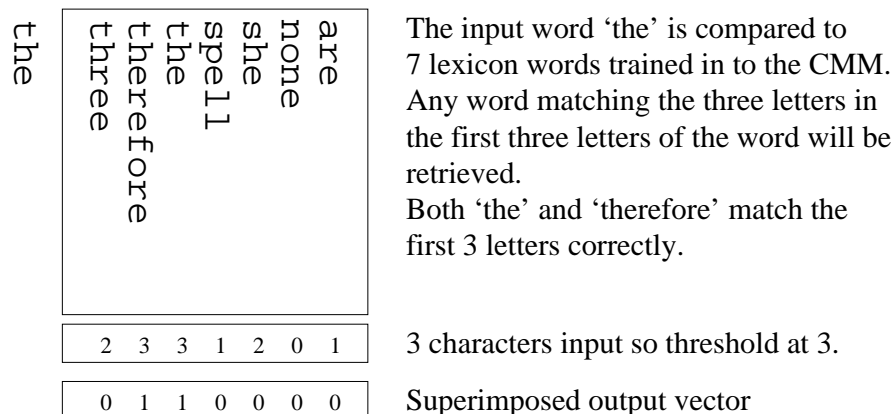 the
three
therefore
the
spell
she
none
are
The input word ‘the’ is compared to
7 lexicon words trained in to the CMM.
Any word matching the three letters in
the first three letters of the word will be
retrieved.
Both ‘the’ and ‘therefore’ match the
first 3 letters correctly.
2 3 3 1 2 0 1
3 characters input so threshold at 3.
0 1 1 0 0 0 0
Superimposed output vector